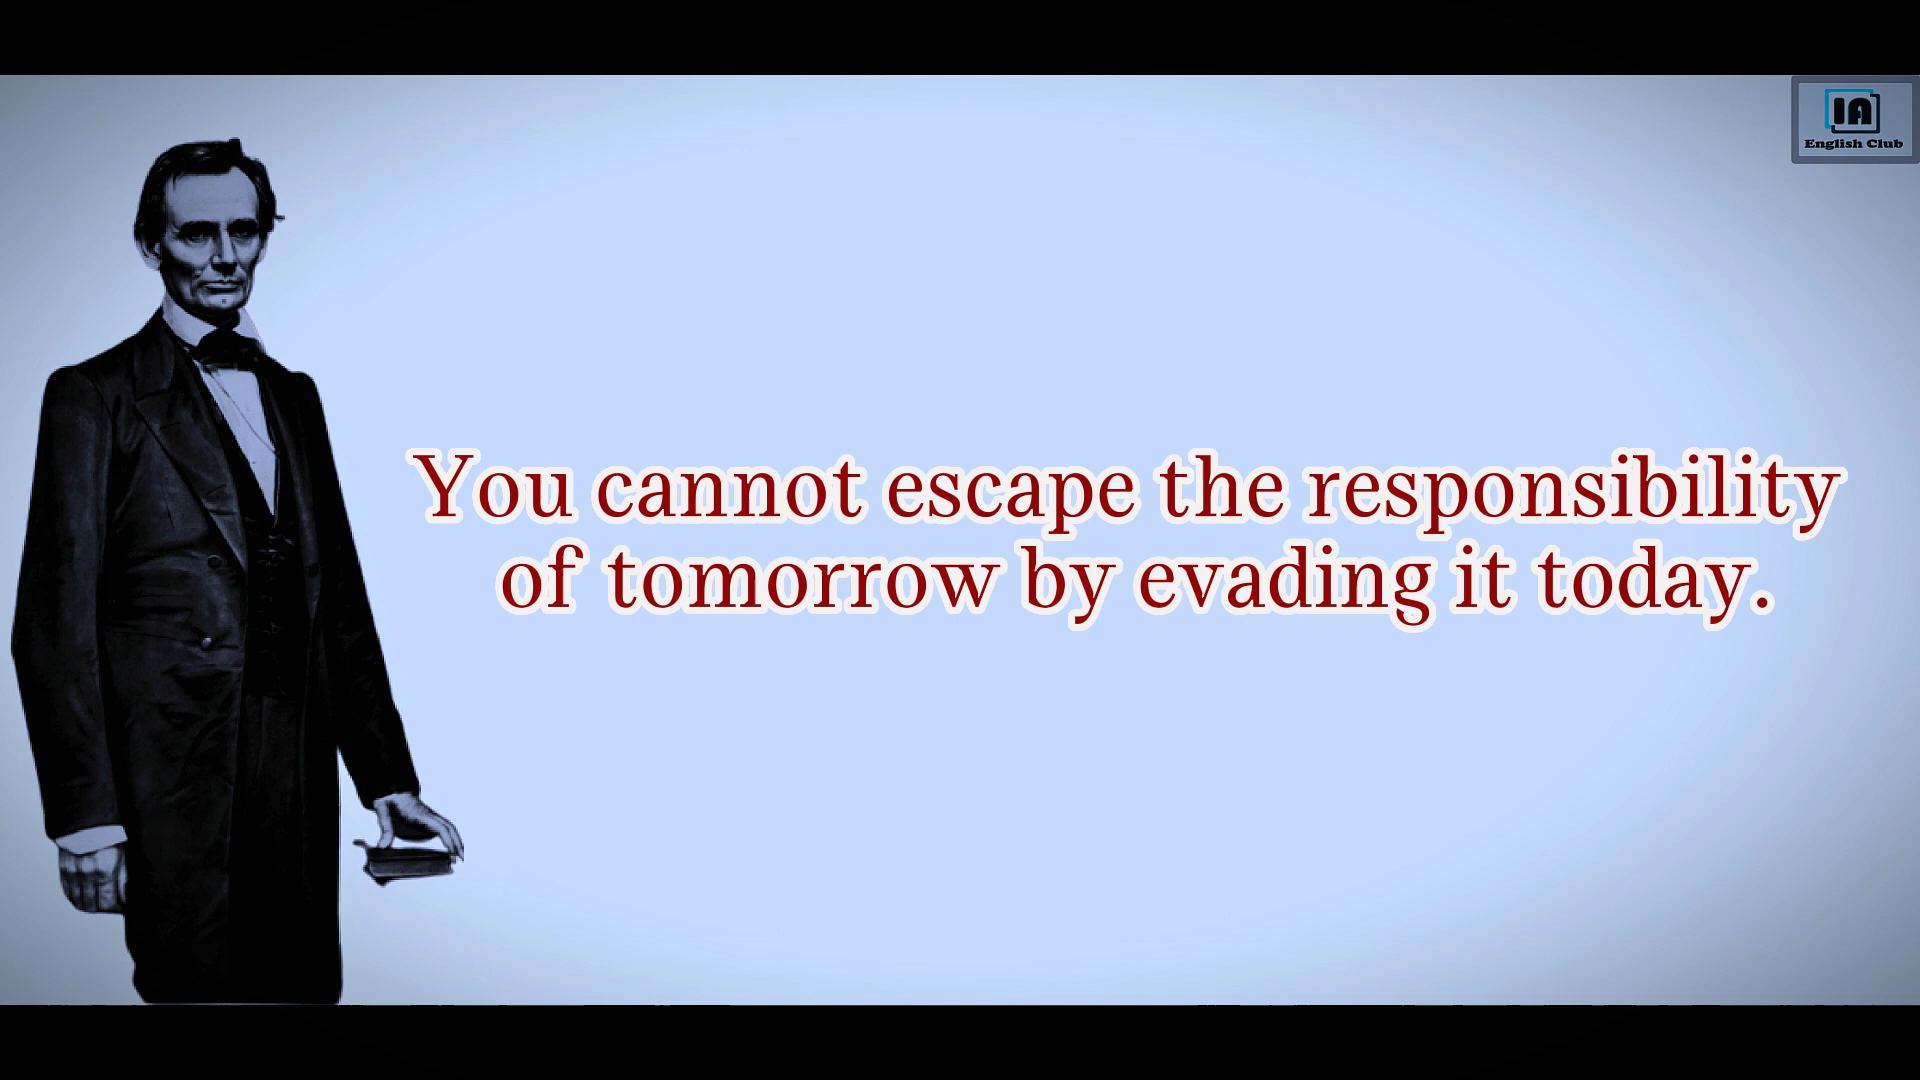 IA
English Club
You cannot escape the responsibility
of tomorrow by evading it today.